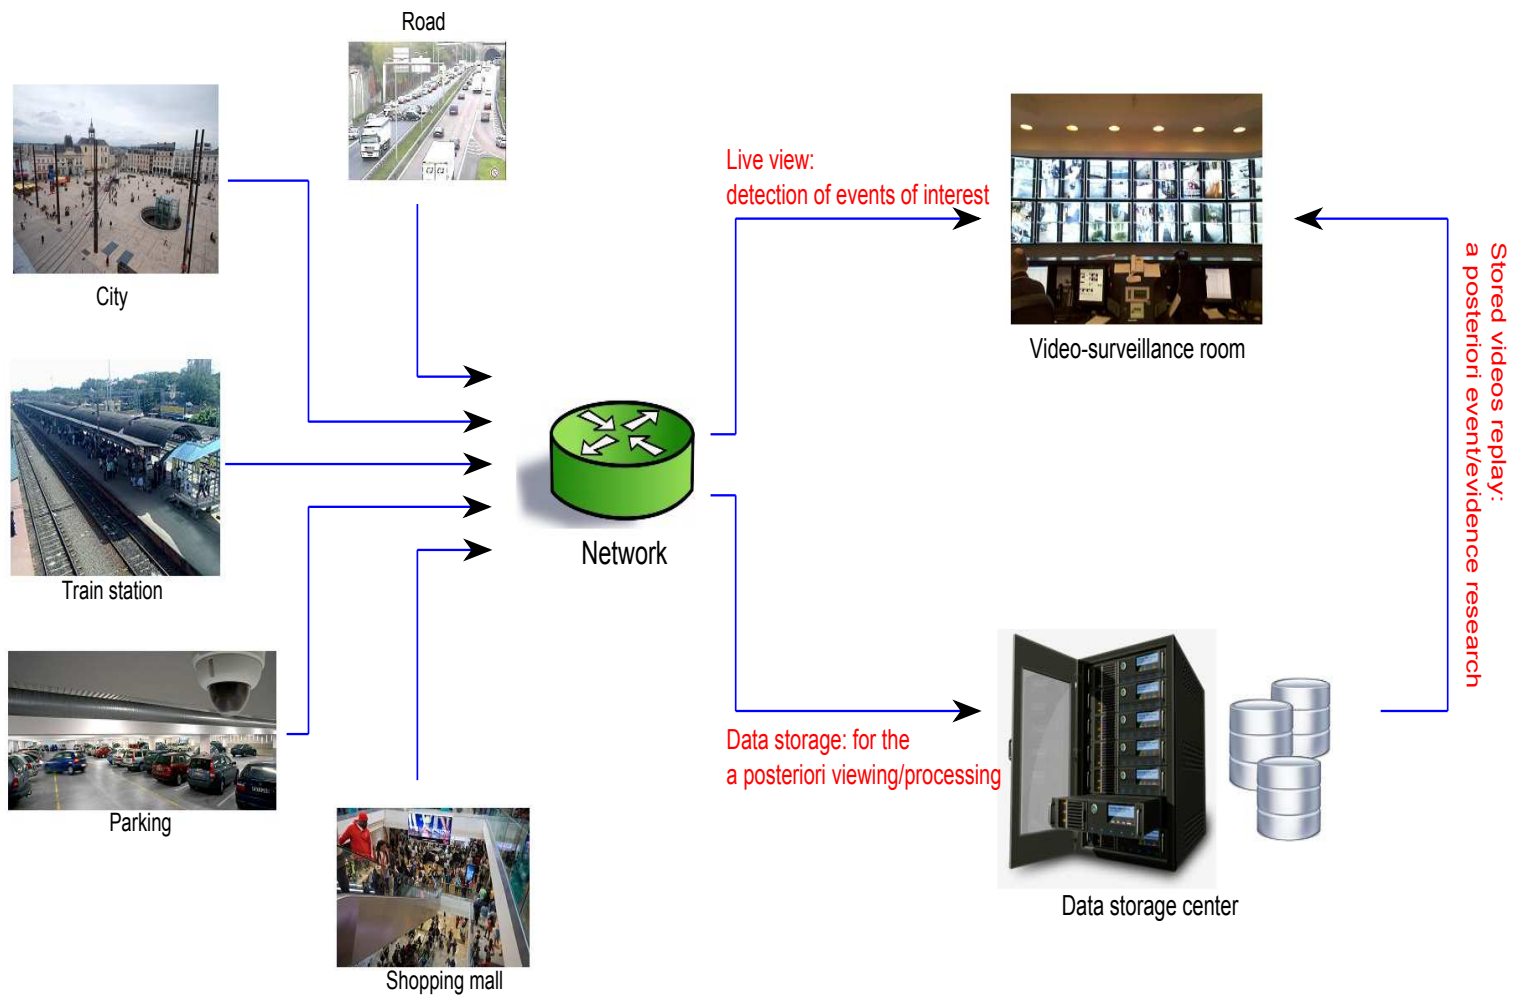 Road
City
Train station
Parking
Shopping mall
Network
Live view:
detection of events of interest
Video-surveillance room
Data storage: for the
a posteriori viewing/processing
Data storage center
Stored videos replay:
a posteriori event/evidence research